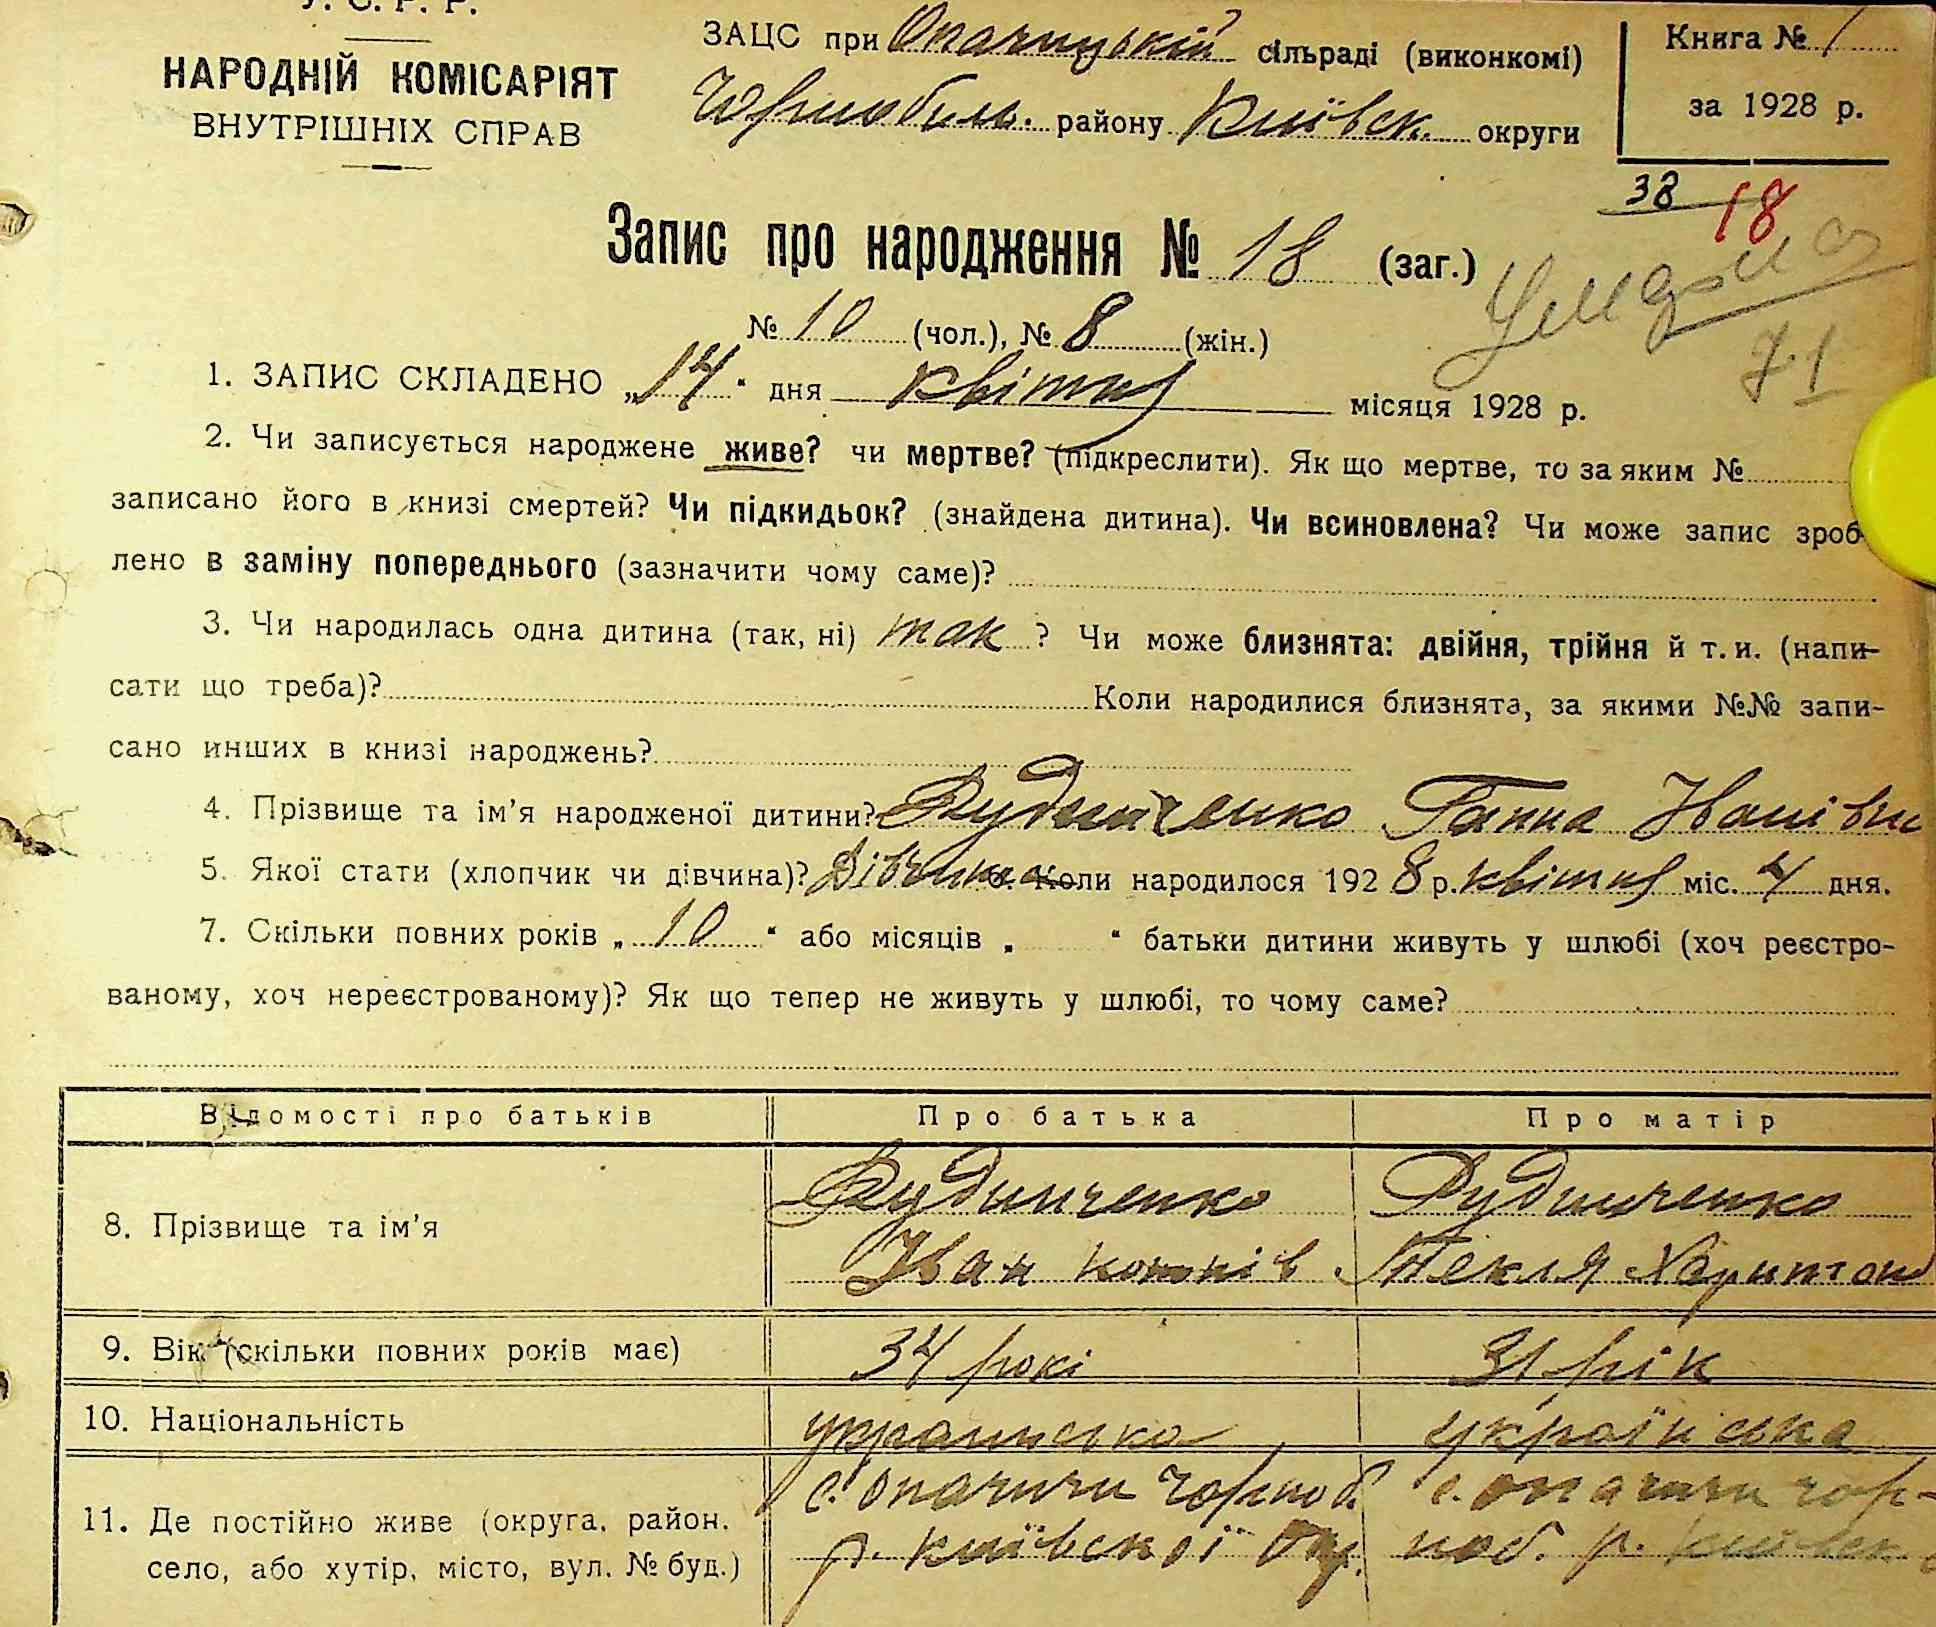 У. С. Р. Р.
НАРОДНІЙ КОМІСАРІЯТ
ВНУТРІШНІХ СПРАВ
ЗАЦС при Опачицькій сільраді (виконкомі)
Чорнобиль. району Київськ. округи
Книга № 1
за 1928 р.
38 18
Запис про народження № 18 (заг.)
71
№ 10 (чол.), № 8 (жін.)
1. ЗАПИС СКЛАДЕНО „14" дня квітня місяця 1928 р.
2. Чи записується народжене живе? чи мертве? (підкреслити). Як що мертве, то за яким №
записано його в книзі смертей? Чи підкидьок? (знайдена дитина). Чи всиновлена? Чи може запис зроб-
лено в заміну попереднього (зазначити чому саме)?
3. Чи народилась одна дитина (так, ні) так ? Чи може близнята: двійня, трійня й т. и. (напи-
сати що треба)? Коли народилися близнята, за якими №№ запи-
сано инших в книзі народжень?
4. Прізвище та ім'я народженої дитини? Рудниченко Ганна Іванівн
5. Якої стати (хлопчик чи дівчина)? Дівчинка 6. Коли народилося 1928 р. квітня міс. 4 дня.
7. Скільки повних років „ 10 " або місяців „ " батьки дитини живуть у шлюбі (хоч реєстро-
ваному, хоч нереєстрованому)? Як що тепер не живуть у шлюбі, то чому саме?
Відомості про батьків Про батька Про матір
8. Прізвище та ім'я
Рудниченко
Іван
Рудниченко
Текля Харитон
9. Вік (скільки повних років має) 34 рокі 31 рік
10. Національність українська українська
11. Де постійно живе (округа, район,
село, або хутір, місто, вул. № буд.)
с. Опачичи Чорноб.
р. Київської Окр.
с. Опачичи Чор-
ноб. р. Київськ